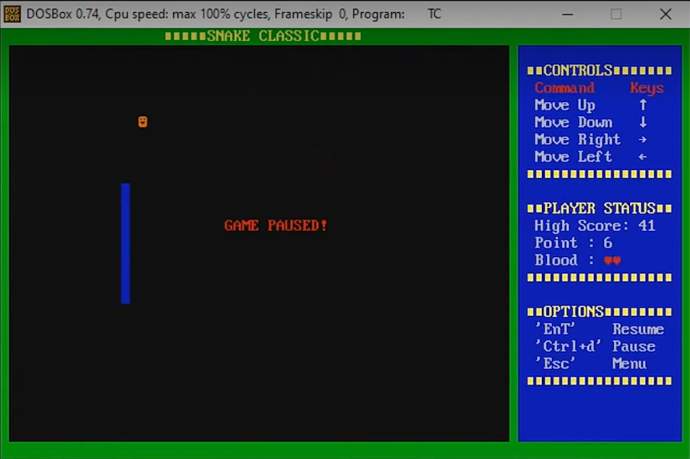 DOSBox 0.74, Cpu speed: max 100% cycles, Frameskip 0, Program: TC
SNAKE CLASSIC
CONTROLS
Command Keys
Move Up ↑
Move Down ↓
Move Right →
Move Left ←
GAME PAUSED!
PLAYER STATUS
High Score: 41
Point : 6
Blood : ♥♥
OPTIONS
'EnT' Resume
'Ctrl+d' Pause
'Esc' Menu